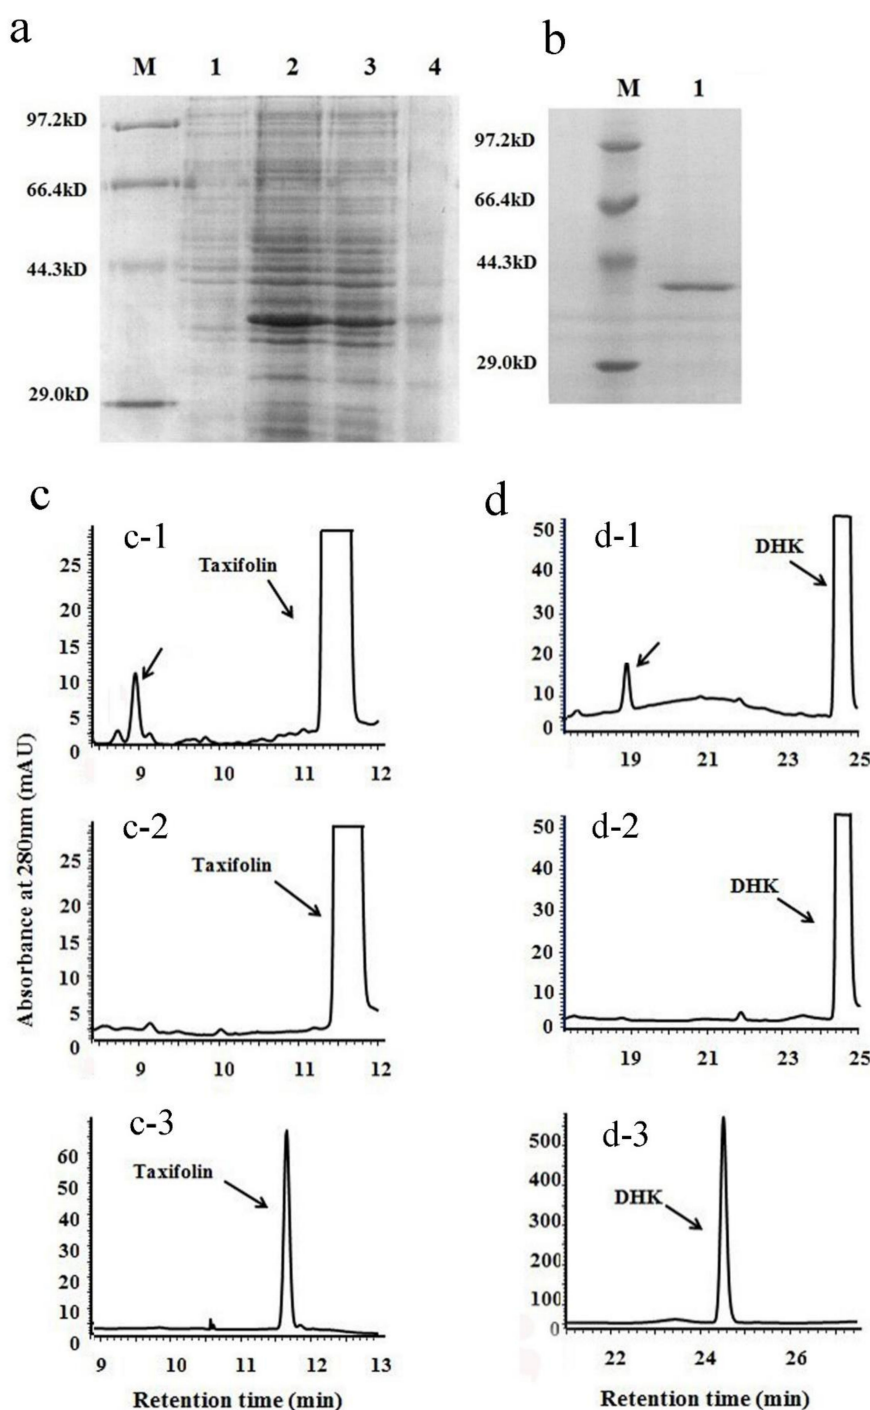 a
M 1 2 3 4
97.2kD
66.4kD
44.3kD
29.0kD
b
M 1
97.2kD
66.4kD
44.3kD
29.0kD
c
c-1
Taxifolin
25
20
15
10
5
0
9 10 11 12
c-2
Taxifolin
25
20
15
10
5
0
9 10 11 12
c-3
Taxifolin
60
50
40
30
20
10
0
9 10 11 12 13
Retention time (min)
Absorbance at 280nm (mAU)
d
d-1
DHK
50
40
30
20
10
0
19 21 23 25
d-2
DHK
50
40
30
20
10
0
19 21 23 25
d-3
DHK
500
400
300
200
100
0
22 24 26
Retention time (min)